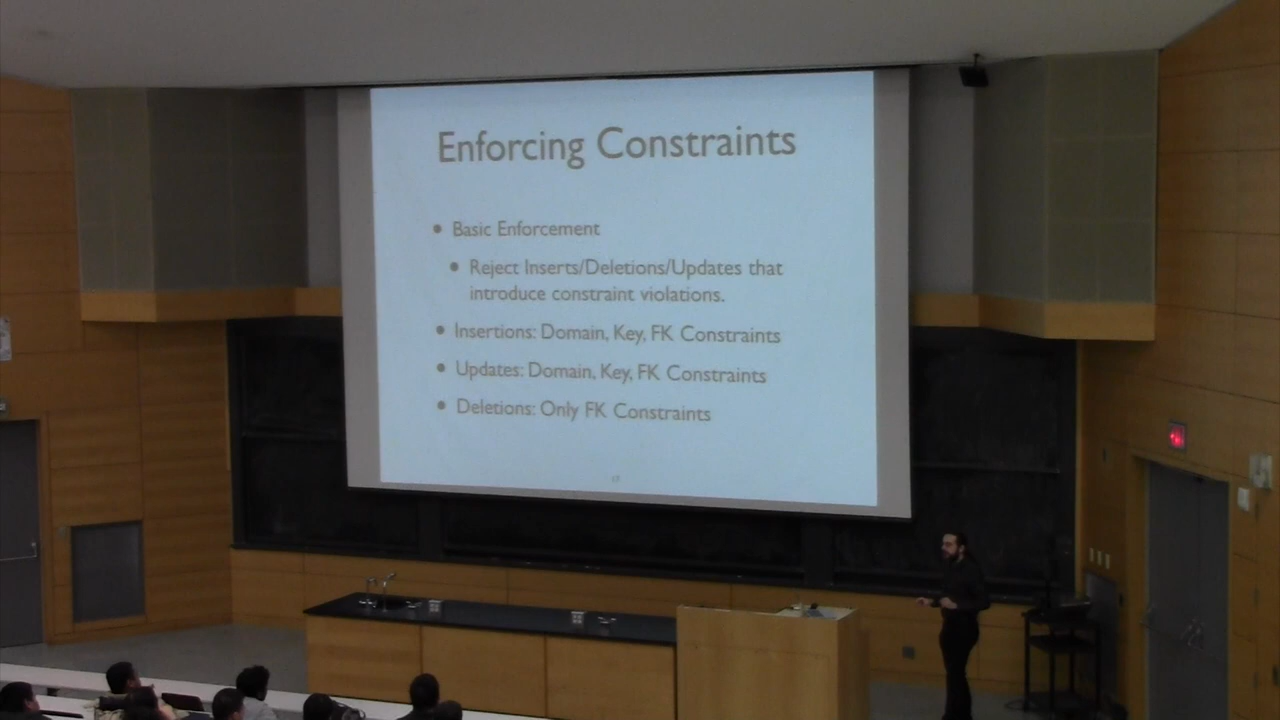 Enforcing Constraints
• Basic Enforcement
• Reject Inserts/Deletions/Updates that
introduce constraint violations.
• Insertions: Domain, Key, FK Constraints
• Updates: Domain, Key, FK Constraints
• Deletions: Only FK Constraints